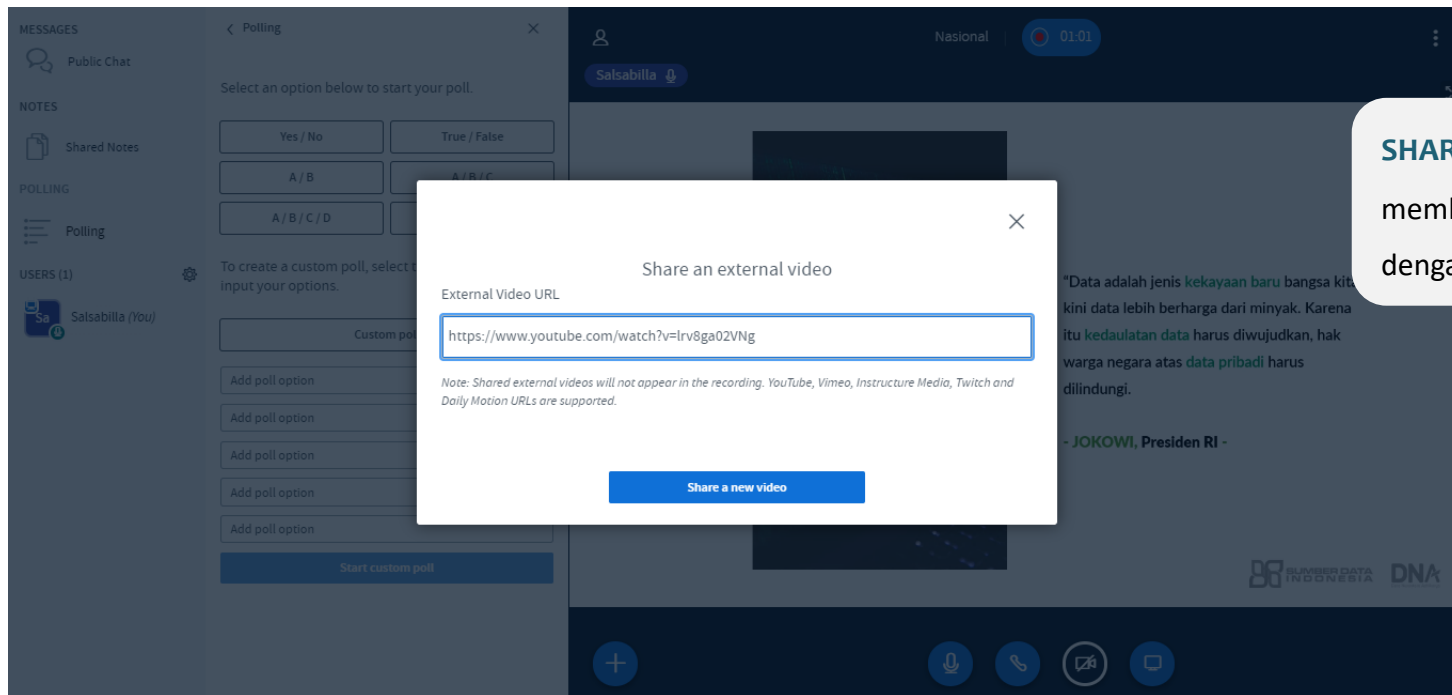 MESSAGES
Public Chat
NOTES
Shared Notes
POLLING
Polling
USERS (1)
Sa
Salsabilla (You)
Polling
Select an option below to start your poll.
Yes / No
True / False
A / B
A / B / C
A / B / C / D
To create a custom poll, select
input your options.
Custom
Add poll option
Add poll option
Add poll option
Add poll option
Add poll option
Start custom poll
Nasional
01:01
Salsabilla
Share an external video
External Video URL
https://www.youtube.com/watch?v=lrv8ga02VNg
Note: Shared external videos will not appear in the recording. YouTube, Vimeo, Instructure Media, Twitch and
Daily Motion URLs are supported.
Share a new video
"Data adalah jenis kekayaan baru bangsa kita
kini data lebih berharga dari minyak. Karena
itu kedaulatan data harus diwujudkan, hak
warga negara atas data pribadi harus
dilindungi.
- JOKOWI, Presiden RI -
SUMBER DATA
INDONESIA
DNA